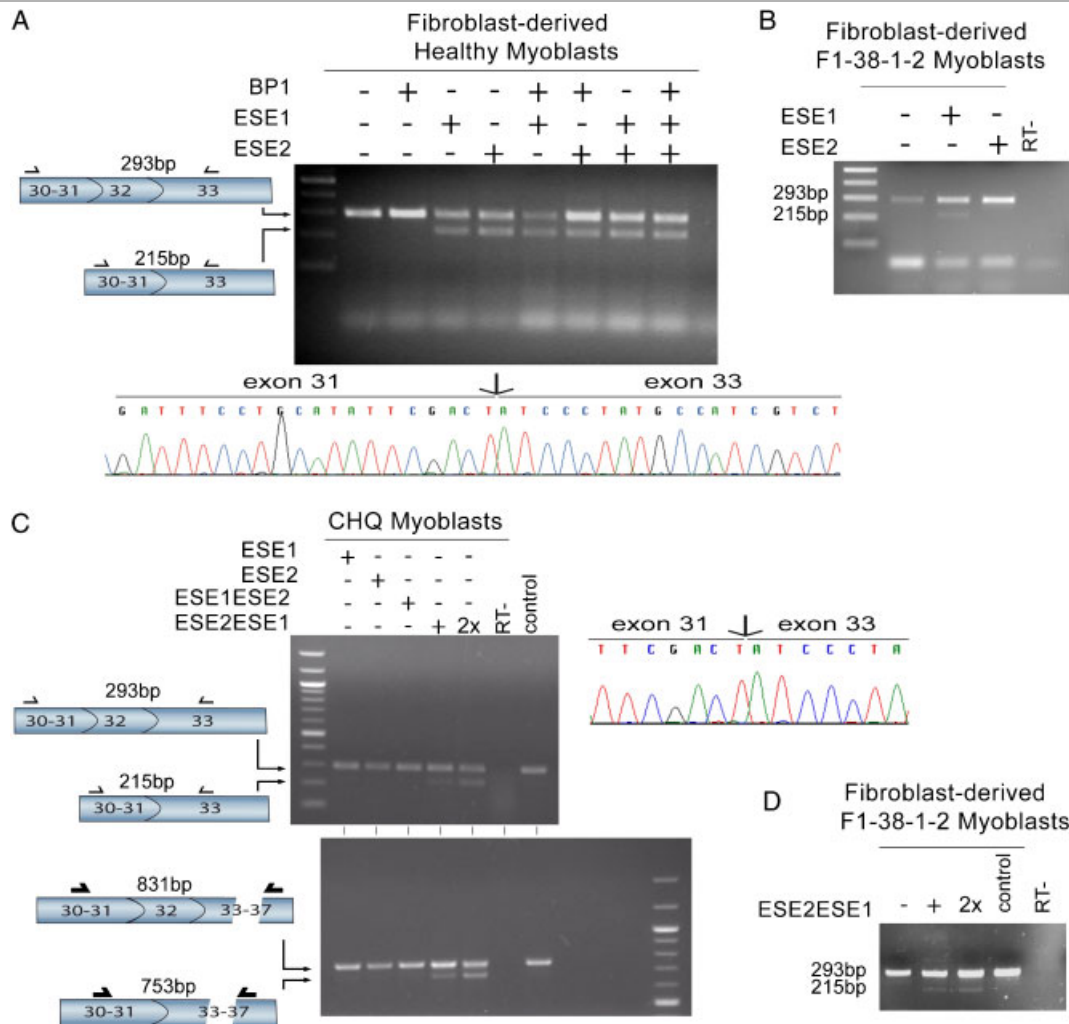 A
Fibroblast-derived
Healthy Myoblasts
BP1 - + - - + + - +
ESE1 - - + - + - + +
ESE2 - - - + - + + +
293bp
30-31 32 33
215bp
30-31 33
B
Fibroblast-derived
F1-38-1-2 Myoblasts
ESE1 - + -
ESE2 - - + RT-
293bp
215bp
exon 31 exon 33
G A T T T C C T G C A T A T T C G A C T A T C C C T A T G C C A T C G T C T
C
CHQ Myoblasts
ESE1 + - - - -
ESE2 - + - - -
ESE1ESE2 - - + - -
ESE2ESE1 - - - + 2x RT- control
293bp
30-31 32 33
215bp
30-31 33
exon 31 exon 33
T T C G A C T A T C C C T A
831bp
30-31 32 33-37
753bp
30-31 33-37
D
Fibroblast-derived
F1-38-1-2 Myoblasts
ESE2ESE1 - + 2x control RT-
293bp
215bp